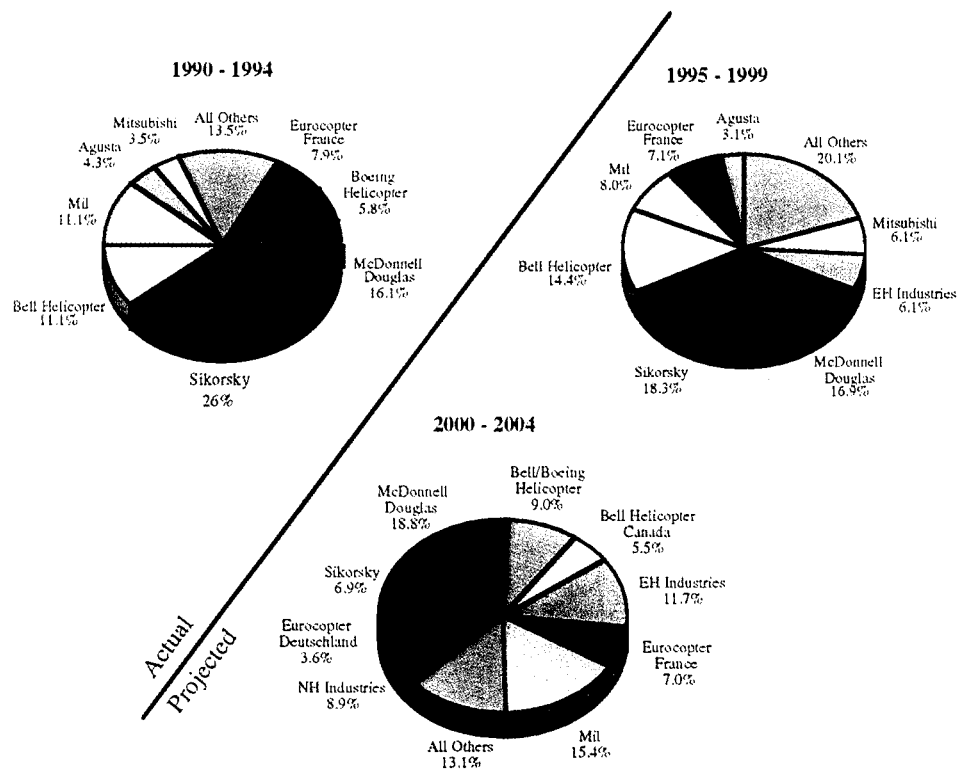 1990 - 1994
All Others
13.5%
Mitsubishi
3.5%
Agusta
4.3%
Mil
11.1%
Bell Helicopter
11.1%
Sikorsky
26%
McDonnell
Douglas
16.1%
Boeing
Helicopter
5.8%
Eurocopter
France
7.9%
1995 - 1999
Agusta
3.1%
Eurocopter
France
7.1%
Mil
8.0%
Bell Helicopter
14.4%
Sikorsky
18.3%
McDonnell
Douglas
16.9%
EH Industries
6.1%
Mitsubishi
6.1%
All Others
20.1%
2000 - 2004
Bell/Boeing
Helicopter
9.0%
Bell Helicopter
Canada
5.5%
EH Industries
11.7%
Eurocopter
France
7.0%
Mil
15.4%
All Others
13.1%
NH Industries
8.9%
Eurocopter
Deutschland
3.6%
Sikorsky
6.9%
McDonnell
Douglas
18.8%
Actual
Projected